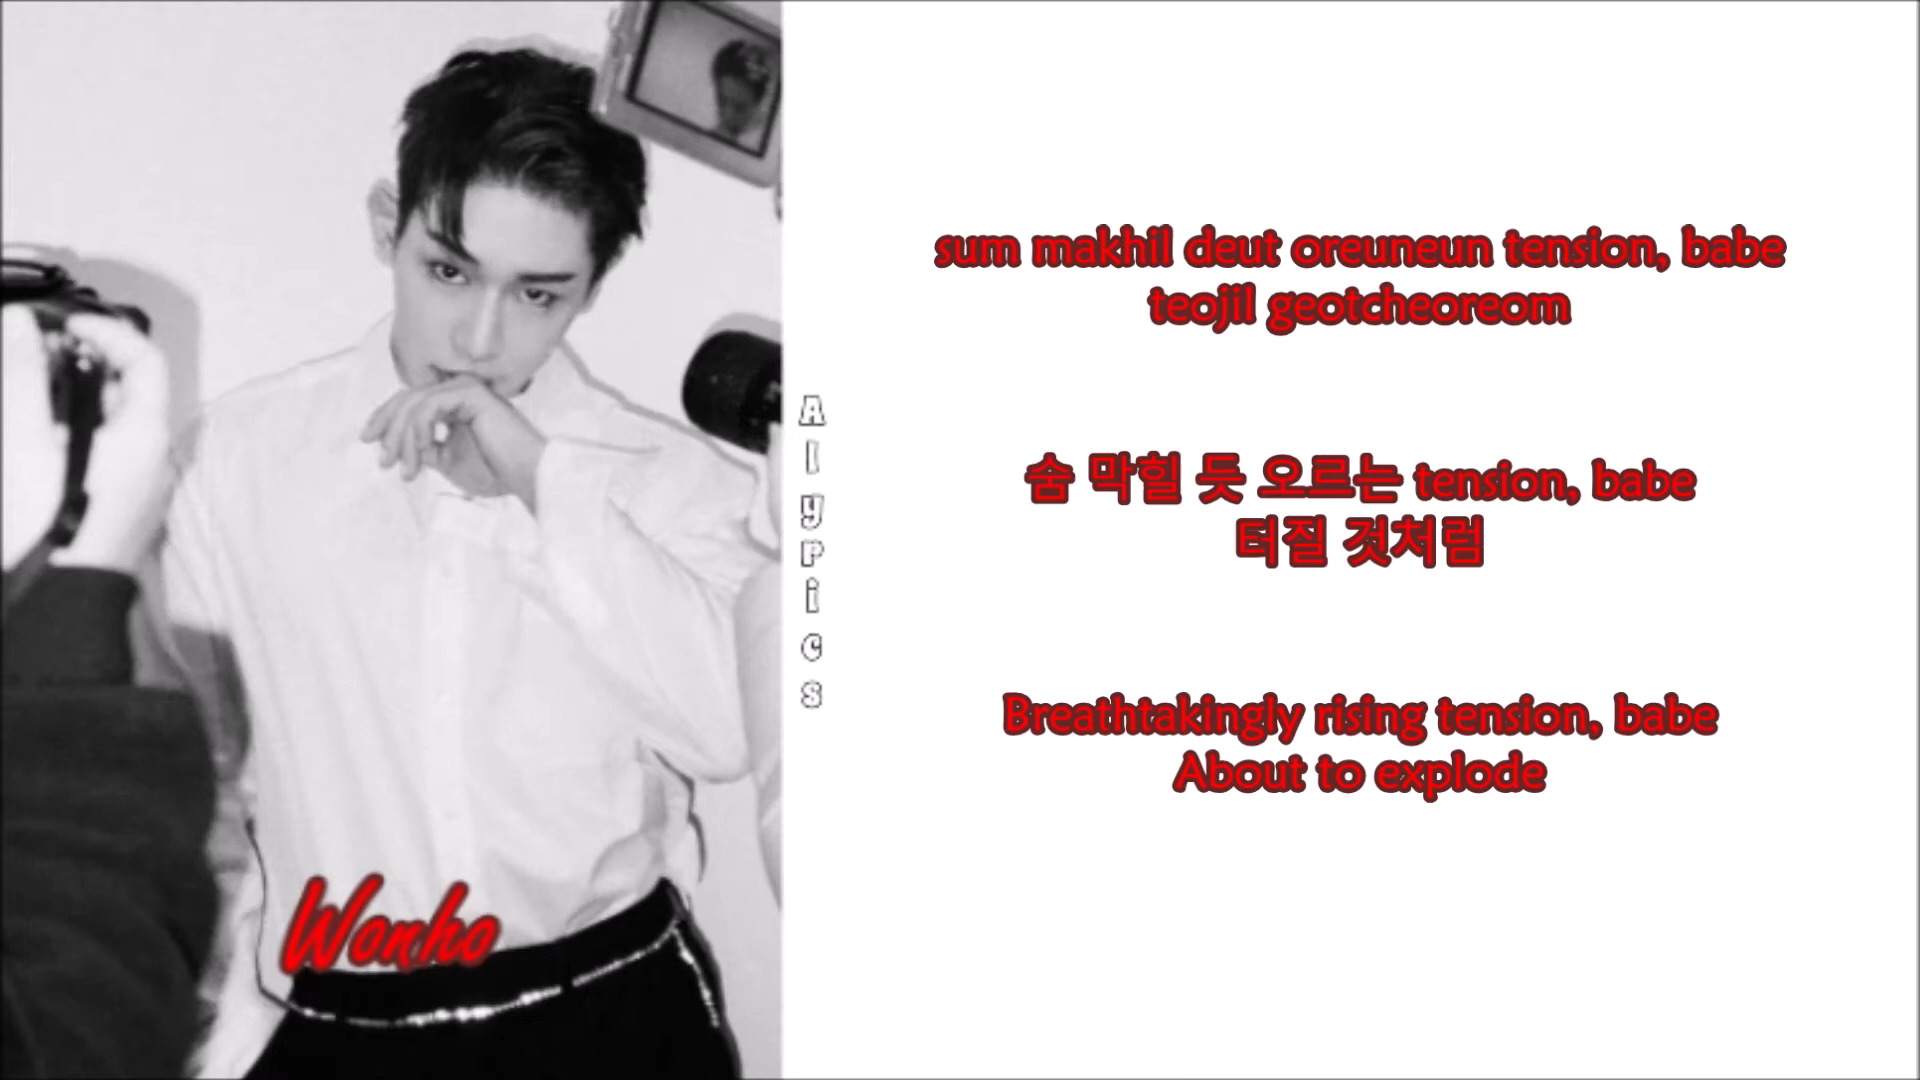 sum makhil deut oreuneun tension, babe
teojil geotcheoreom
숨 막힐 듯 오르는 tension, babe
터질 것처럼
Breathtakingly rising tension, babe
About to explode
Alypics
Wonho